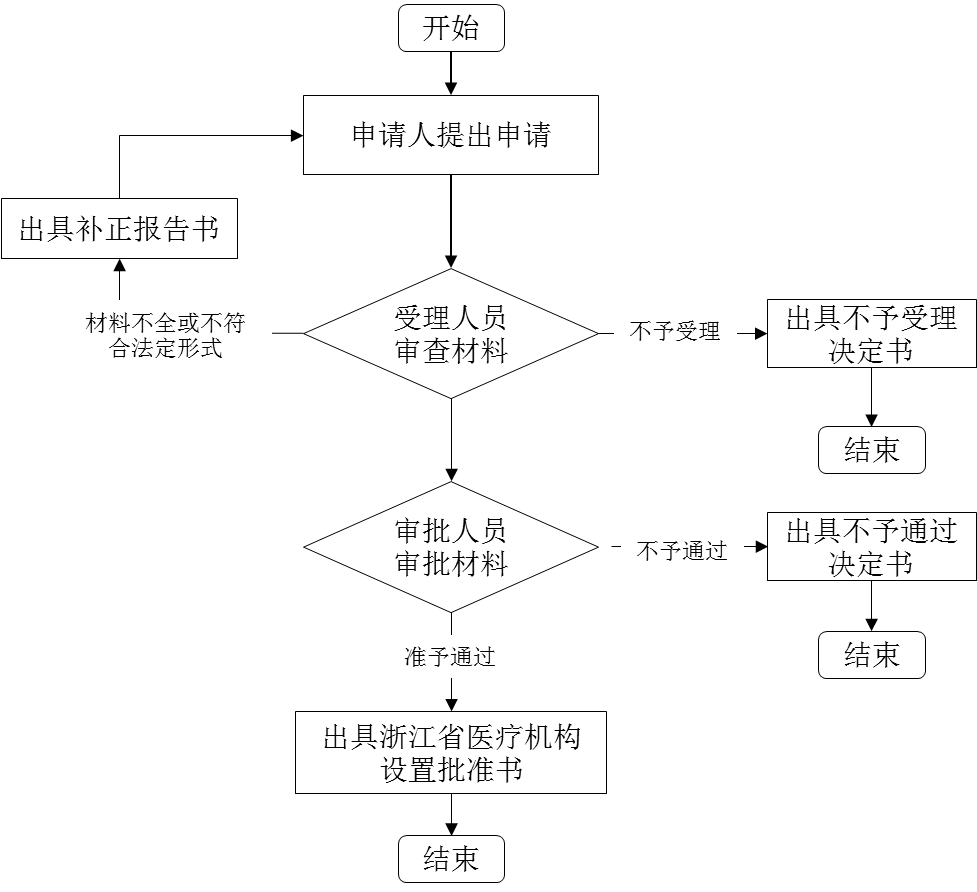 开始
申请人提出申请
出具补正报告书
材料不全或不符
合法定形式
受理人员
审查材料
不予受理
出具不予受理
决定书
结束
审批人员
审批材料
不予通过
出具不予通过
决定书
结束
准予通过
出具浙江省医疗机构
设置批准书
结束